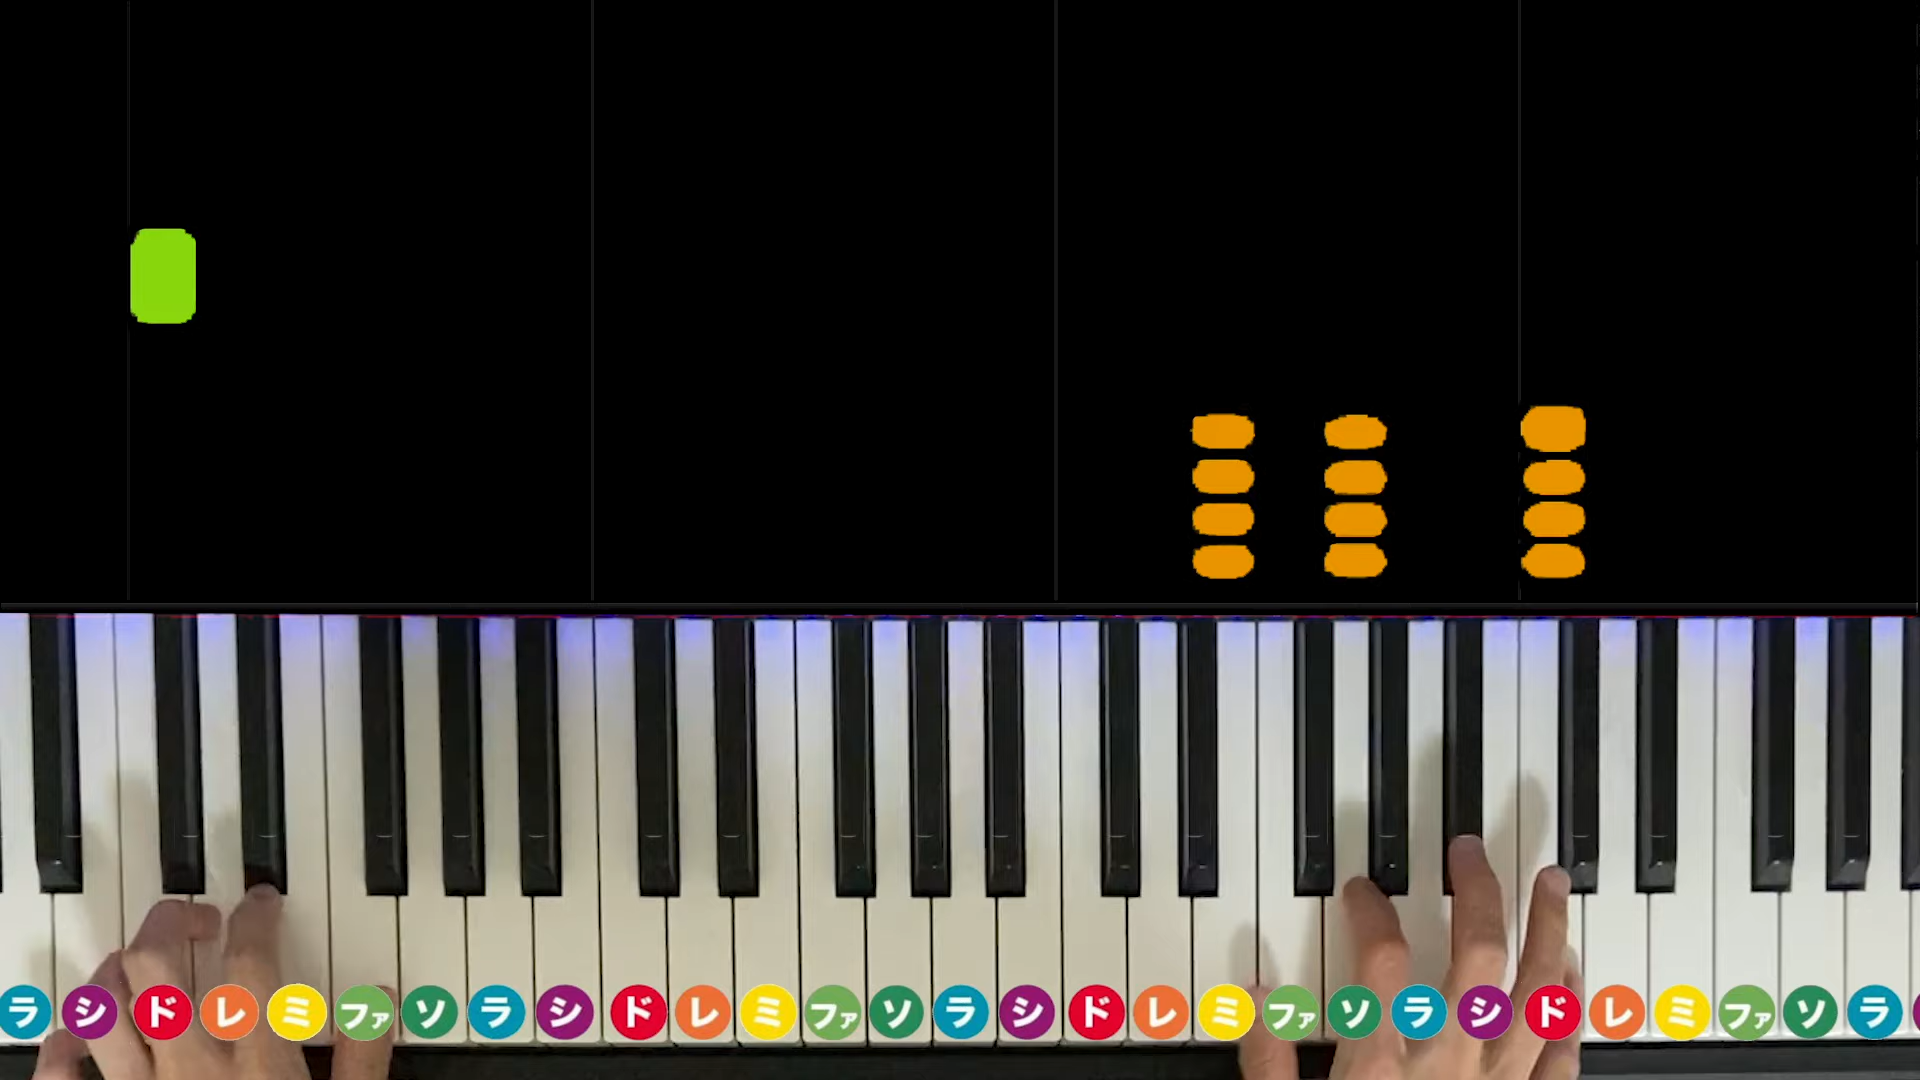 ラ シ ド レ ミ ファ ソ ラ シ ド レ ミ ファ ソ ラ シ ド レ ミ ファ ソ ラ シ ド レ ミ ファ ソ ラ